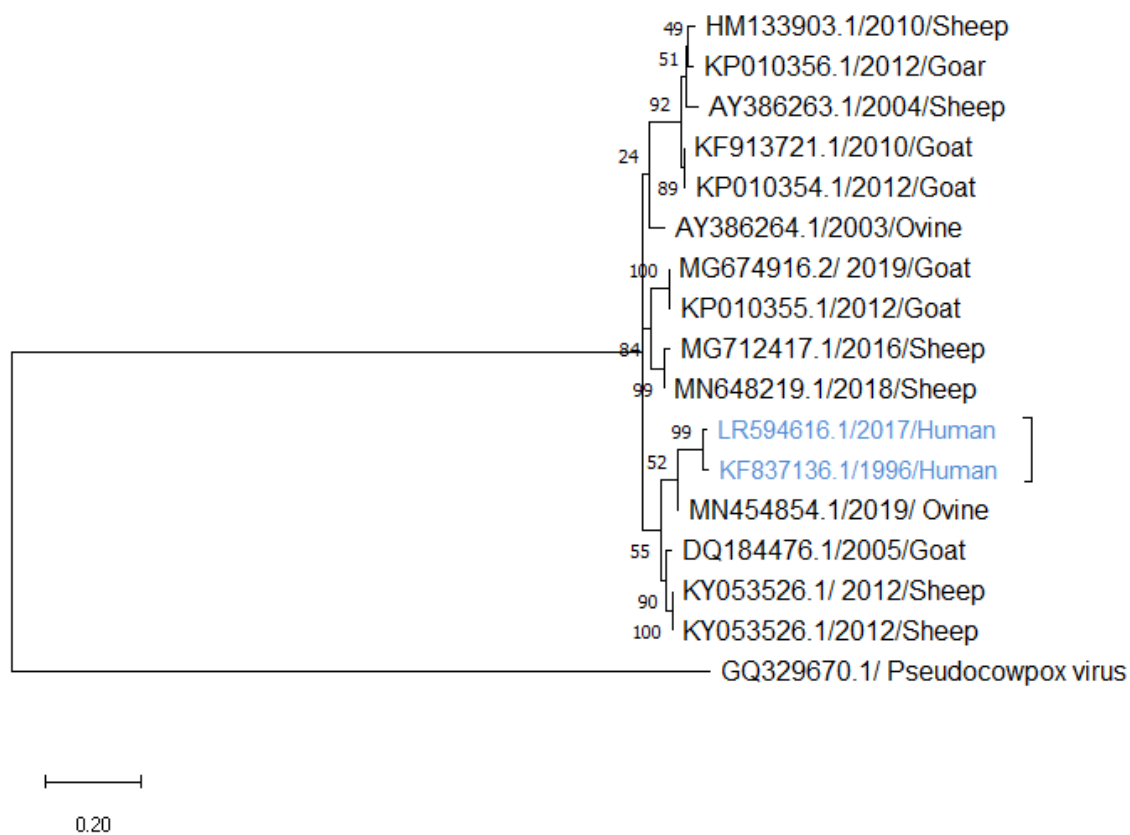 49
HM133903.1/2010/Sheep
51
KP010356.1/2012/Goar
92
AY386263.1/2004/Sheep
24
KF913721.1/2010/Goat
89
KP010354.1/2012/Goat
AY386264.1/2003/Ovine
100
MG674916.2/ 2019/Goat
KP010355.1/2012/Goat
84
MG712417.1/2016/Sheep
99
MN648219.1/2018/Sheep
99
LR594616.1/2017/Human
52
KF837136.1/1996/Human
MN454854.1/2019/ Ovine
55
DQ184476.1/2005/Goat
90
KY053526.1/ 2012/Sheep
100
KY053526.1/2012/Sheep
GQ329670.1/ Pseudocowpox virus
0.20